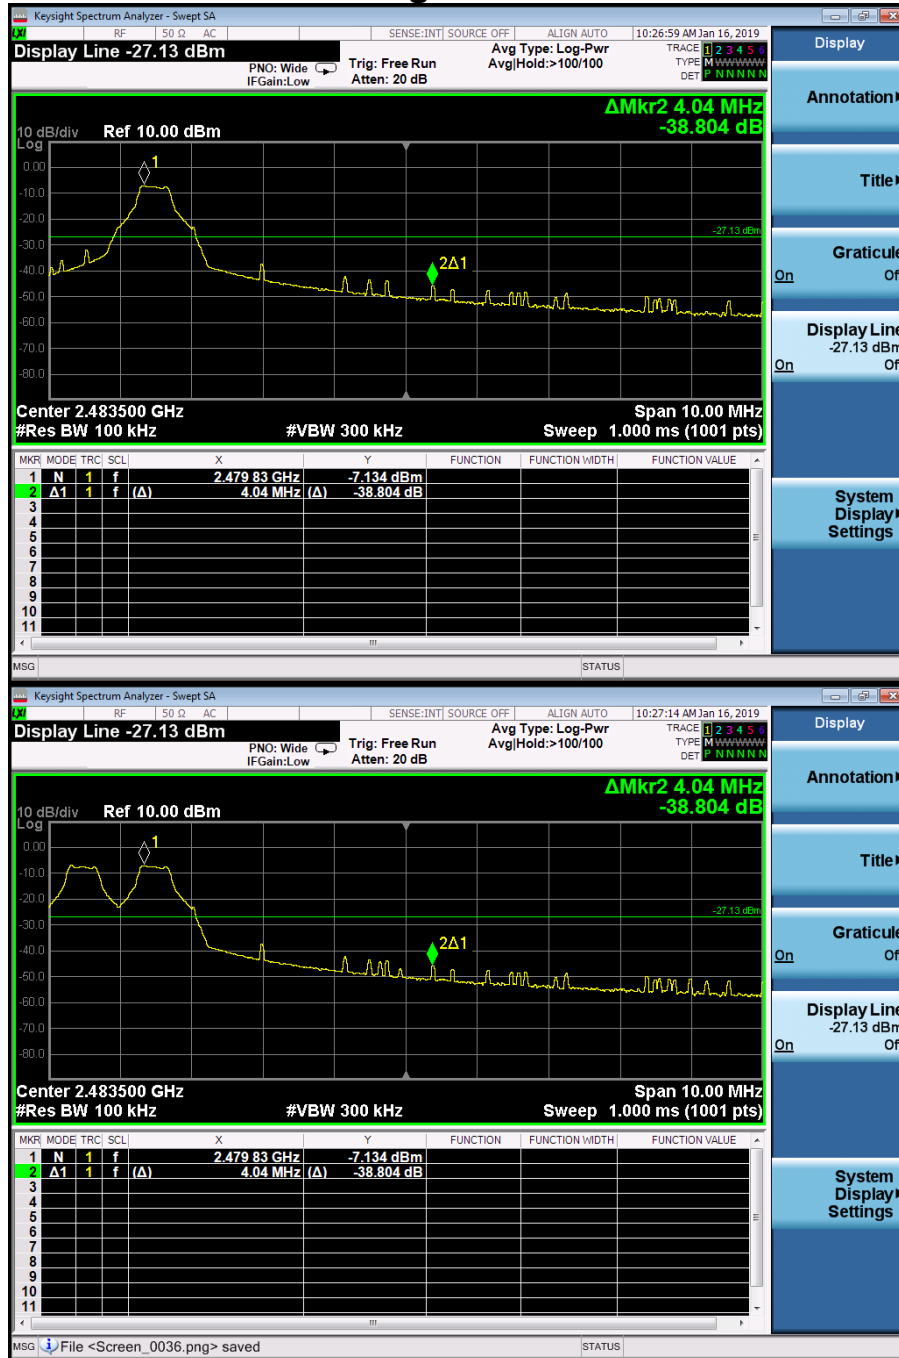 Keysight Spectrum Analyzer - Swept SA
LXI RF 50 Ω AC SENSE:INT SOURCE OFF ALIGN AUTO 10:26:59 AM Jan 16, 2019
Display Line -27.13 dBm
PNO: Wide Trig: Free Run Avg Type: Log-Pwr TRACE 1 2 3 4 5 6
IFGain:Low Atten: 20 dB Avg|Hold:>100/100 TYPE M WWWWW
DET P N N N N N
Display
Annotation
Title
Graticule
On Of
Display Line
-27.13 dBm
On Of
System
Display
Settings
ΔMkr2 4.04 MHz
-38.804 dB
10 dB/div Ref 10.00 dBm
Log
0.00
-10.0
-20.0
-30.0
-40.0
-50.0
-60.0
-70.0
-80.0
1
-27.13 dBm
2Δ1
Center 2.483500 GHz Span 10.00 MHz
#Res BW 100 kHz #VBW 300 kHz Sweep 1.000 ms (1001 pts)
MKR MODE TRC SCL X Y FUNCTION FUNCTION WIDTH FUNCTION VALUE
1 N 1 f 2.479 83 GHz -7.134 dBm
2 Δ1 1 f (Δ) 4.04 MHz (Δ) -38.804 dB
3
4
5
6
7
8
9
10
11
MSG STATUS
Keysight Spectrum Analyzer - Swept SA
LXI RF 50 Ω AC SENSE:INT SOURCE OFF ALIGN AUTO 10:27:14 AM Jan 16, 2019
Display Line -27.13 dBm
PNO: Wide Trig: Free Run Avg Type: Log-Pwr TRACE 1 2 3 4 5 6
IFGain:Low Atten: 20 dB Avg|Hold:>100/100 TYPE M WWWWW
DET P N N N N N
Display
Annotation
Title
Graticule
On Of
Display Line
-27.13 dBm
On Of
System
Display
Settings
ΔMkr2 4.04 MHz
-38.804 dB
10 dB/div Ref 10.00 dBm
Log
0.00
-10.0
-20.0
-30.0
-40.0
-50.0
-60.0
-70.0
-80.0
1
-27.13 dBm
2Δ1
Center 2.483500 GHz Span 10.00 MHz
#Res BW 100 kHz #VBW 300 kHz Sweep 1.000 ms (1001 pts)
MKR MODE TRC SCL X Y FUNCTION FUNCTION WIDTH FUNCTION VALUE
1 N 1 f 2.479 83 GHz -7.134 dBm
2 Δ1 1 f (Δ) 4.04 MHz (Δ) -38.804 dB
3
4
5
6
7
8
9
10
11
MSG File <Screen_0036.png> saved STATUS